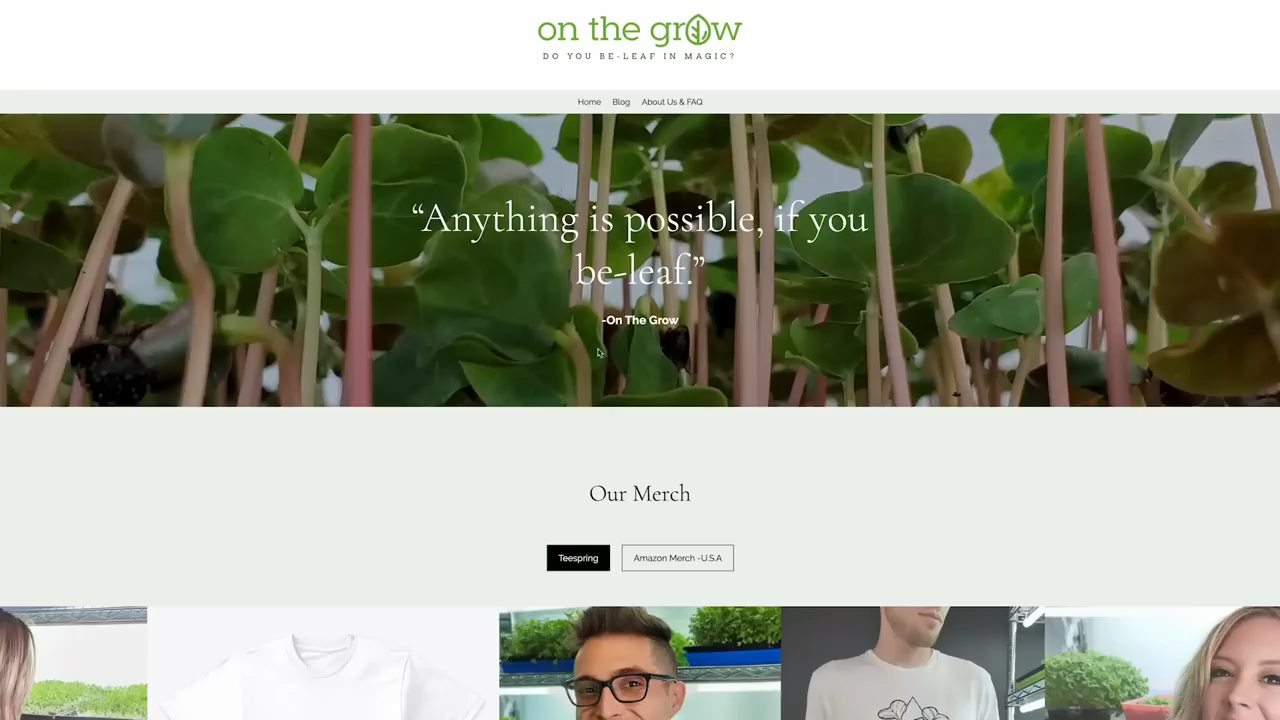 on the grow
DO YOU BE-LEAF IN MAGIC?
Home Blog About Us & FAQ
“Anything is possible, if you
be-leaf.”
-On The Grow
Our Merch
Teespring Amazon Merch -U.S.A